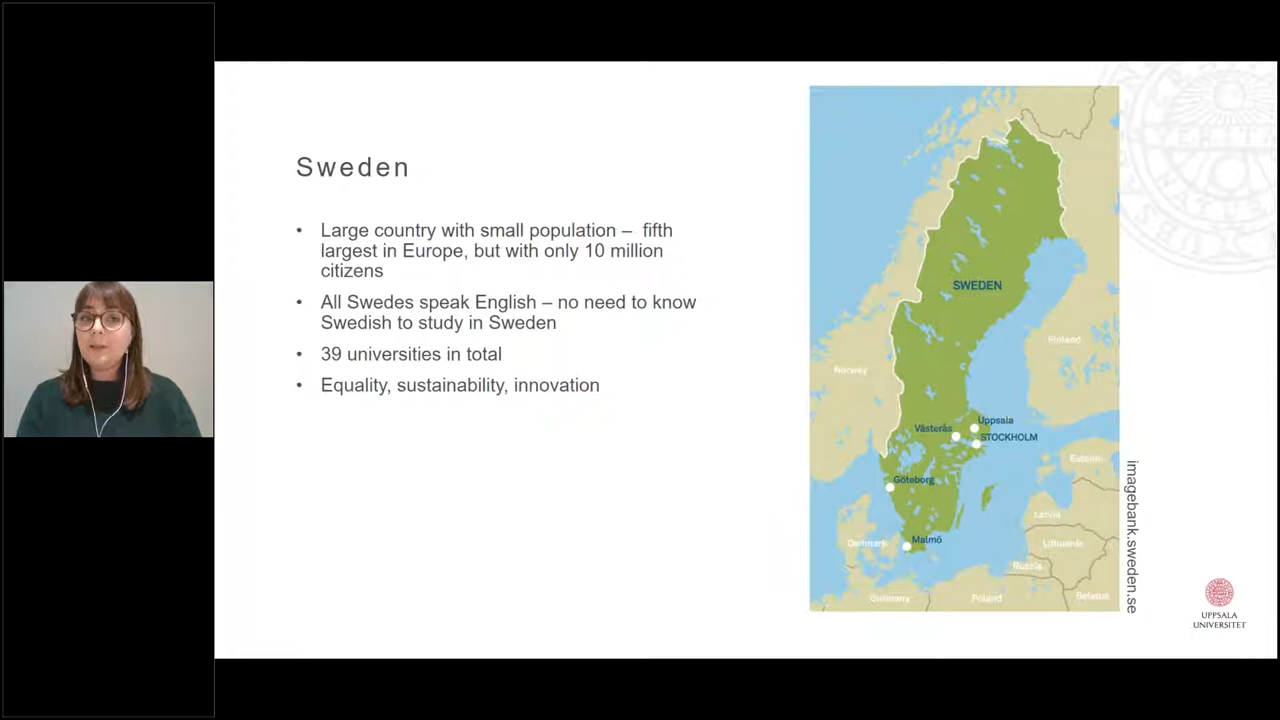 Sweden
• Large country with small population – fifth
largest in Europe, but with only 10 million
citizens
• All Swedes speak English – no need to know
Swedish to study in Sweden
• 39 universities in total
• Equality, sustainability, innovation
SWEDEN
Finland
Norway
Uppsala
Västerås
STOCKHOLM
Estonia
Göteborg
Latvia
Malmö
Denmark
Lithuania
Russia
Germany
Poland
Belarus
imagebank.sweden.se
UPPSALA
UNIVERSITET